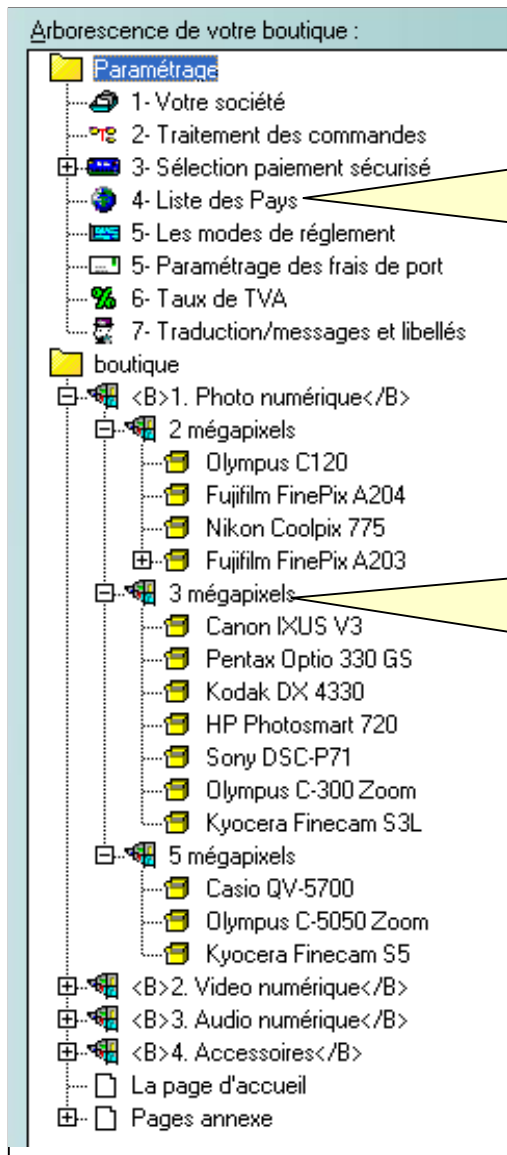 Arborescence de votre boutique :
Paramétrage
1- Votre société
2- Traitement des commandes
3- Sélection paiement sécurisé
4- Liste des Pays
5- Les modes de réglement
5- Paramétrage des frais de port
6- Taux de TVA
7- Traduction/messages et libellés
boutique
<B>1. Photo numérique</B>
2 mégapixels
Olympus C120
Fujifilm FinePix A204
Nikon Coolpix 775
Fujifilm FinePix A203
3 mégapixels
Canon IXUS V3
Pentax Optio 330 GS
Kodak DX 4330
HP Photosmart 720
Sony DSC-P71
Olympus C-300 Zoom
Kyocera Finecam S3L
5 mégapixels
Casio QV-5700
Olympus C-5050 Zoom
Kyocera Finecam S5
<B>2. Video numérique</B>
<B>3. Audio numérique</B>
<B>4. Accessoires</B>
La page d'accueil
Pages annexe